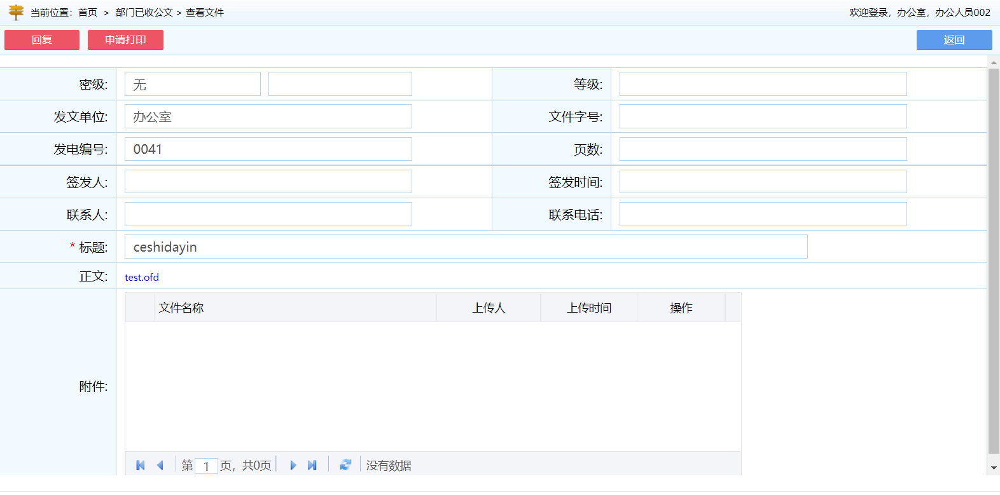 当前位置：首页 > 部门已收公文 > 查看文件
欢迎登录，办公室，办公人员002
回复 申请打印 返回
密级: 无 等级:
发文单位: 办公室 文件字号:
发电编号: 0041 页数:
签发人: 签发时间:
联系人: 联系电话:
* 标题: ceshidayin
正文: test.ofd
附件:
文件名称 上传人 上传时间 操作
第 1 页，共0页 没有数据